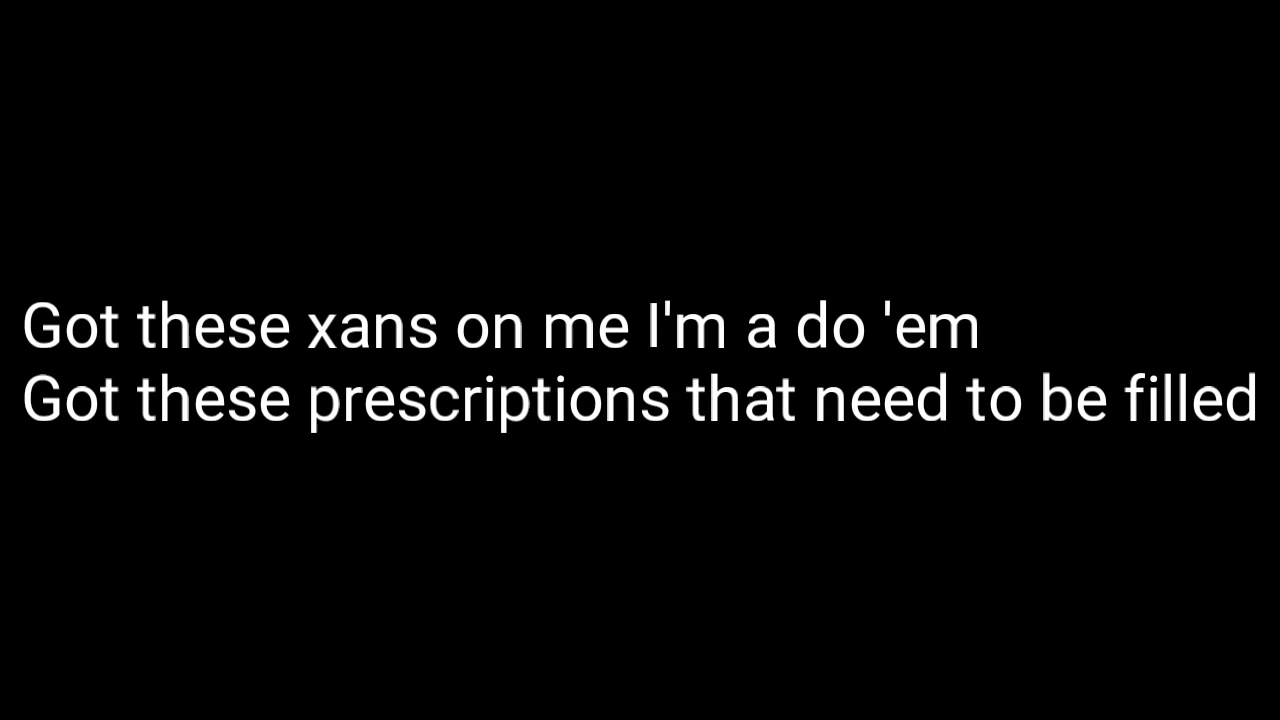 Got these xans on me I'm a do 'em
Got these prescriptions that need to be filled